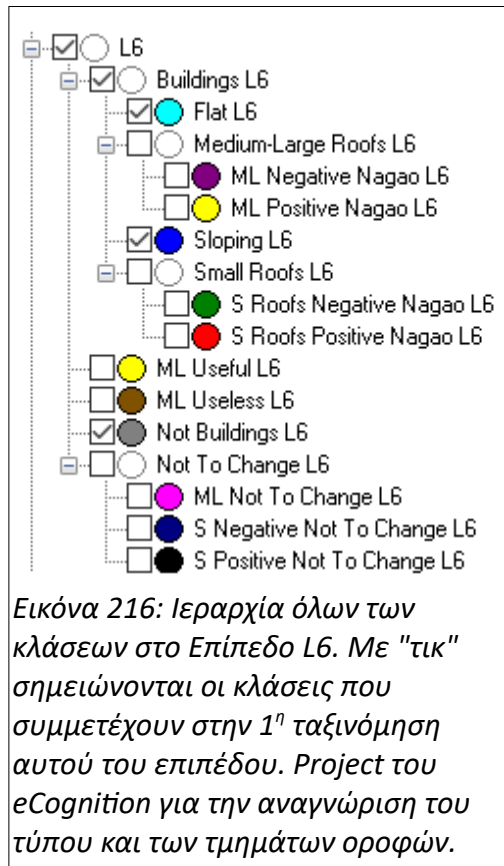 L6
Buildings L6
Flat L6
Medium-Large Roofs L6
ML Negative Nagao L6
ML Positive Nagao L6
Sloping L6
Small Roofs L6
S Roofs Negative Nagao L6
S Roofs Positive Nagao L6
ML Useful L6
ML Useless L6
Not Buildings L6
Not To Change L6
ML Not To Change L6
S Negative Not To Change L6
S Positive Not To Change L6
Εικόνα 216: Ιεραρχία όλων των
κλάσεων στο Επίπεδο L6. Με "τικ"
σημειώνονται οι κλάσεις που
συμμετέχουν στην 1η ταξινόμηση
αυτού του επιπέδου. Project του
eCognition για την αναγνώριση του
τύπου και των τμημάτων οροφών.